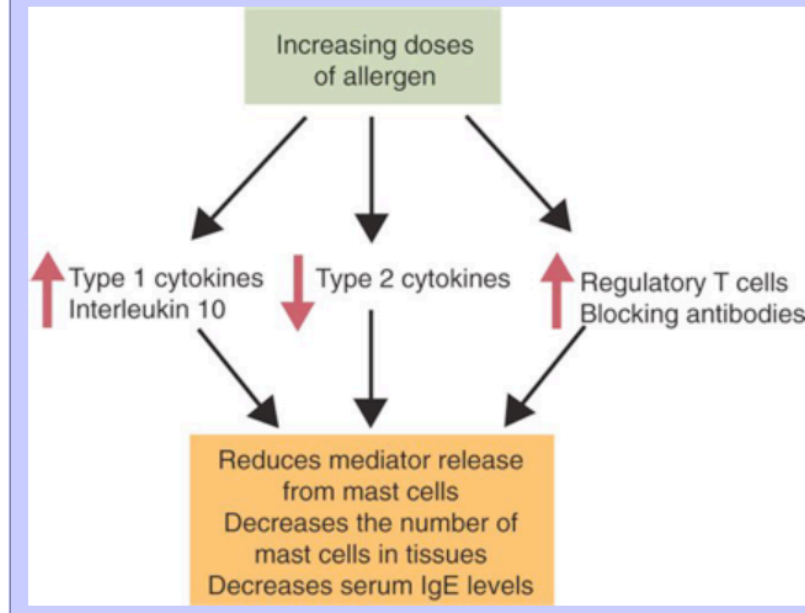 Increasing doses
of allergen
Type 1 cytokines
Interleukin 10
Type 2 cytokines
Regulatory T cells
Blocking antibodies
Reduces mediator release
from mast cells
Decreases the number of
mast cells in tissues
Decreases serum IgE levels